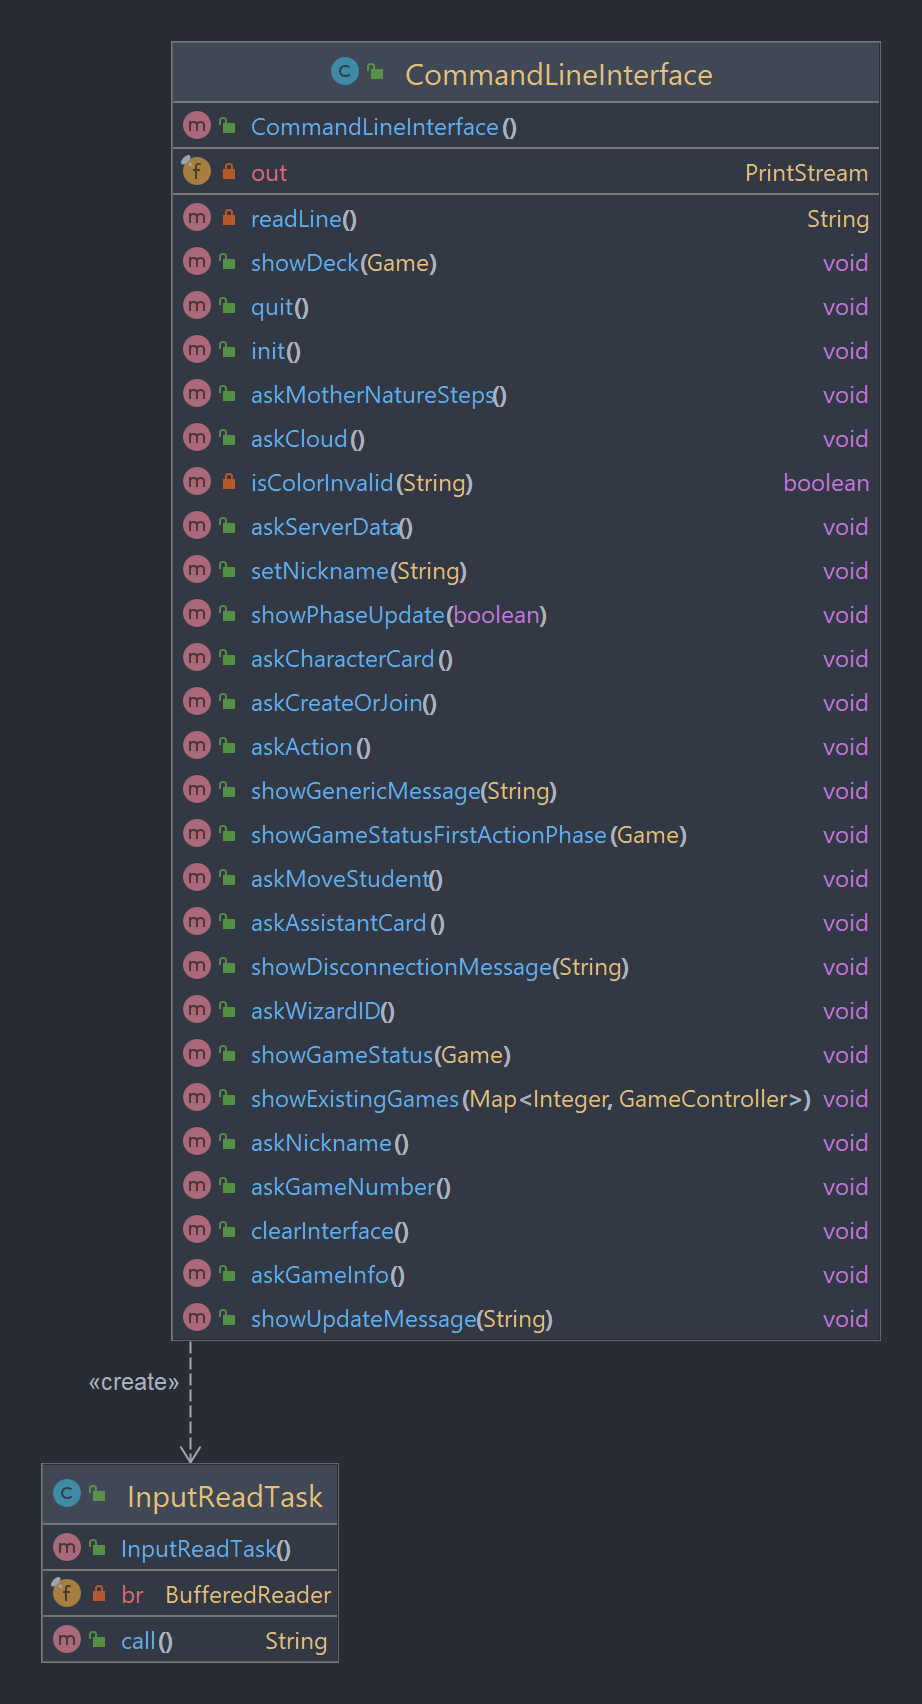 C CommandLineInterface
m CommandLineInterface()
f out PrintStream
m readLine() String
m showDeck(Game) void
m quit() void
m init() void
m askMotherNatureSteps() void
m askCloud() void
m isColorInvalid(String) boolean
m askServerData() void
m setNickname(String) void
m showPhaseUpdate(boolean) void
m askCharacterCard() void
m askCreateOrJoin() void
m askAction() void
m showGenericMessage(String) void
m showGameStatusFirstActionPhase(Game) void
m askMoveStudent() void
m askAssistantCard() void
m showDisconnectionMessage(String) void
m askWizardID() void
m showGameStatus(Game) void
m showExistingGames(Map<Integer, GameController>) void
m askNickname() void
m askGameNumber() void
m clearInterface() void
m askGameInfo() void
m showUpdateMessage(String) void
«create»
C InputReadTask
m InputReadTask()
f br BufferedReader
m call() String